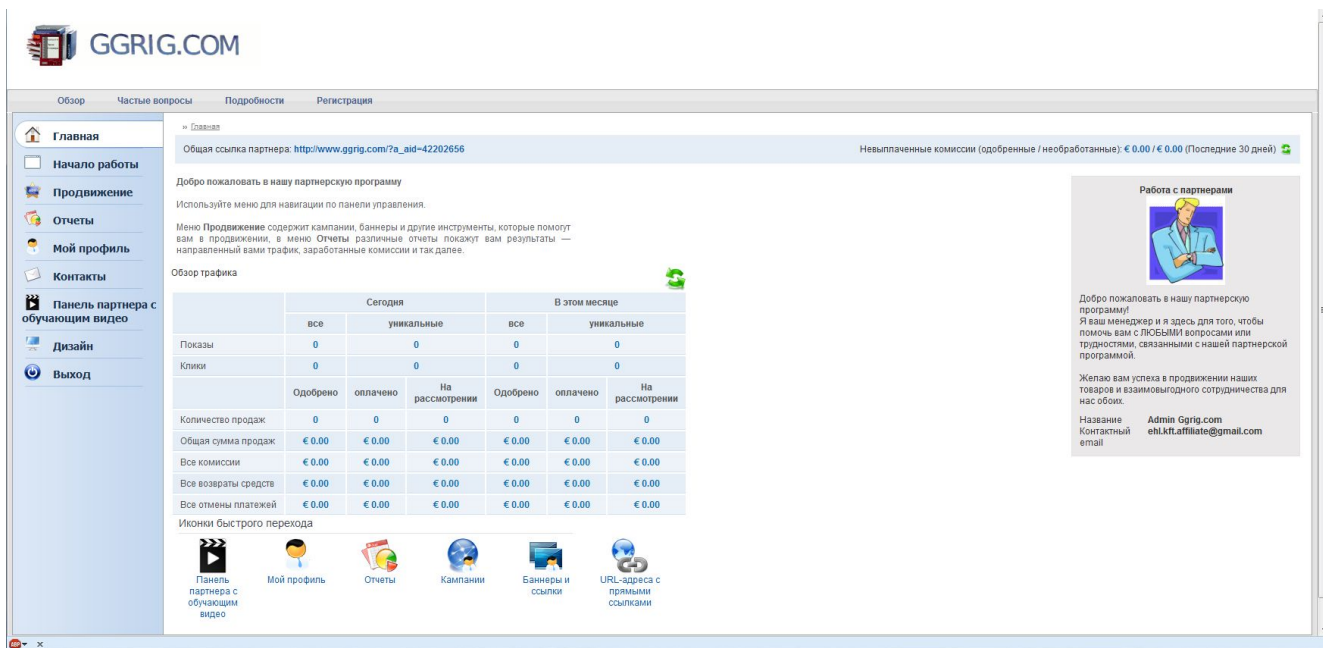 GGRIG.COM
Обзор Частые вопросы Подробности Регистрация
Главная
Начало работы
Продвижение
Отчеты
Мой профиль
Контакты
Панель партнера с
обучающим видео
Дизайн
Выход
» Главная
Общая ссылка партнера: http://www.ggrig.com/?a_aid=42202656
Невыплаченные комиссии (одобренные / необработанные): € 0.00 / € 0.00 (Последние 30 дней)
Добро пожаловать в нашу партнерскую программу
Используйте меню для навигации по панели управления.
Меню Продвижение содержит кампании, баннеры и другие инструменты, которые помогут
вам в продвижении, в меню Отчеты различные отчеты покажут вам результаты —
направленный вами трафик, заработанные комиссии и так далее.
Обзор трафика
Сегодня В этом месяце
все уникальные все уникальные
Показы 0 0 0 0
Клики 0 0 0 0
Одобрено оплачено На рассмотрении Одобрено оплачено На рассмотрении
Количество продаж 0 0 0 0 0 0
Общая сумма продаж € 0.00 € 0.00 € 0.00 € 0.00 € 0.00 € 0.00
Все комиссии € 0.00 € 0.00 € 0.00 € 0.00 € 0.00 € 0.00
Все возвраты средств € 0.00 € 0.00 € 0.00 € 0.00 € 0.00 € 0.00
Все отмены платежей € 0.00 € 0.00 € 0.00 € 0.00 € 0.00 € 0.00
Иконки быстрого перехода
Панель
партнера с
обучающим
видео
Мой профиль
Отчеты
Кампании
Баннеры и
ссылки
URL-адреса с
прямыми
ссылками
Работа с партнерами
Добро пожаловать в нашу партнерскую
программу!
Я ваш менеджер и я здесь для того, чтобы
помочь вам с ЛЮБЫМИ вопросами или
трудностями, связанными с нашей партнерской
программой.
Желаю вам успеха в продвижении наших
товаров и взаимовыгодного сотрудничества для
нас обоих.
Название Admin Ggrig.com
Контактный ehl.kft.affiliate@gmail.com
email
ABP